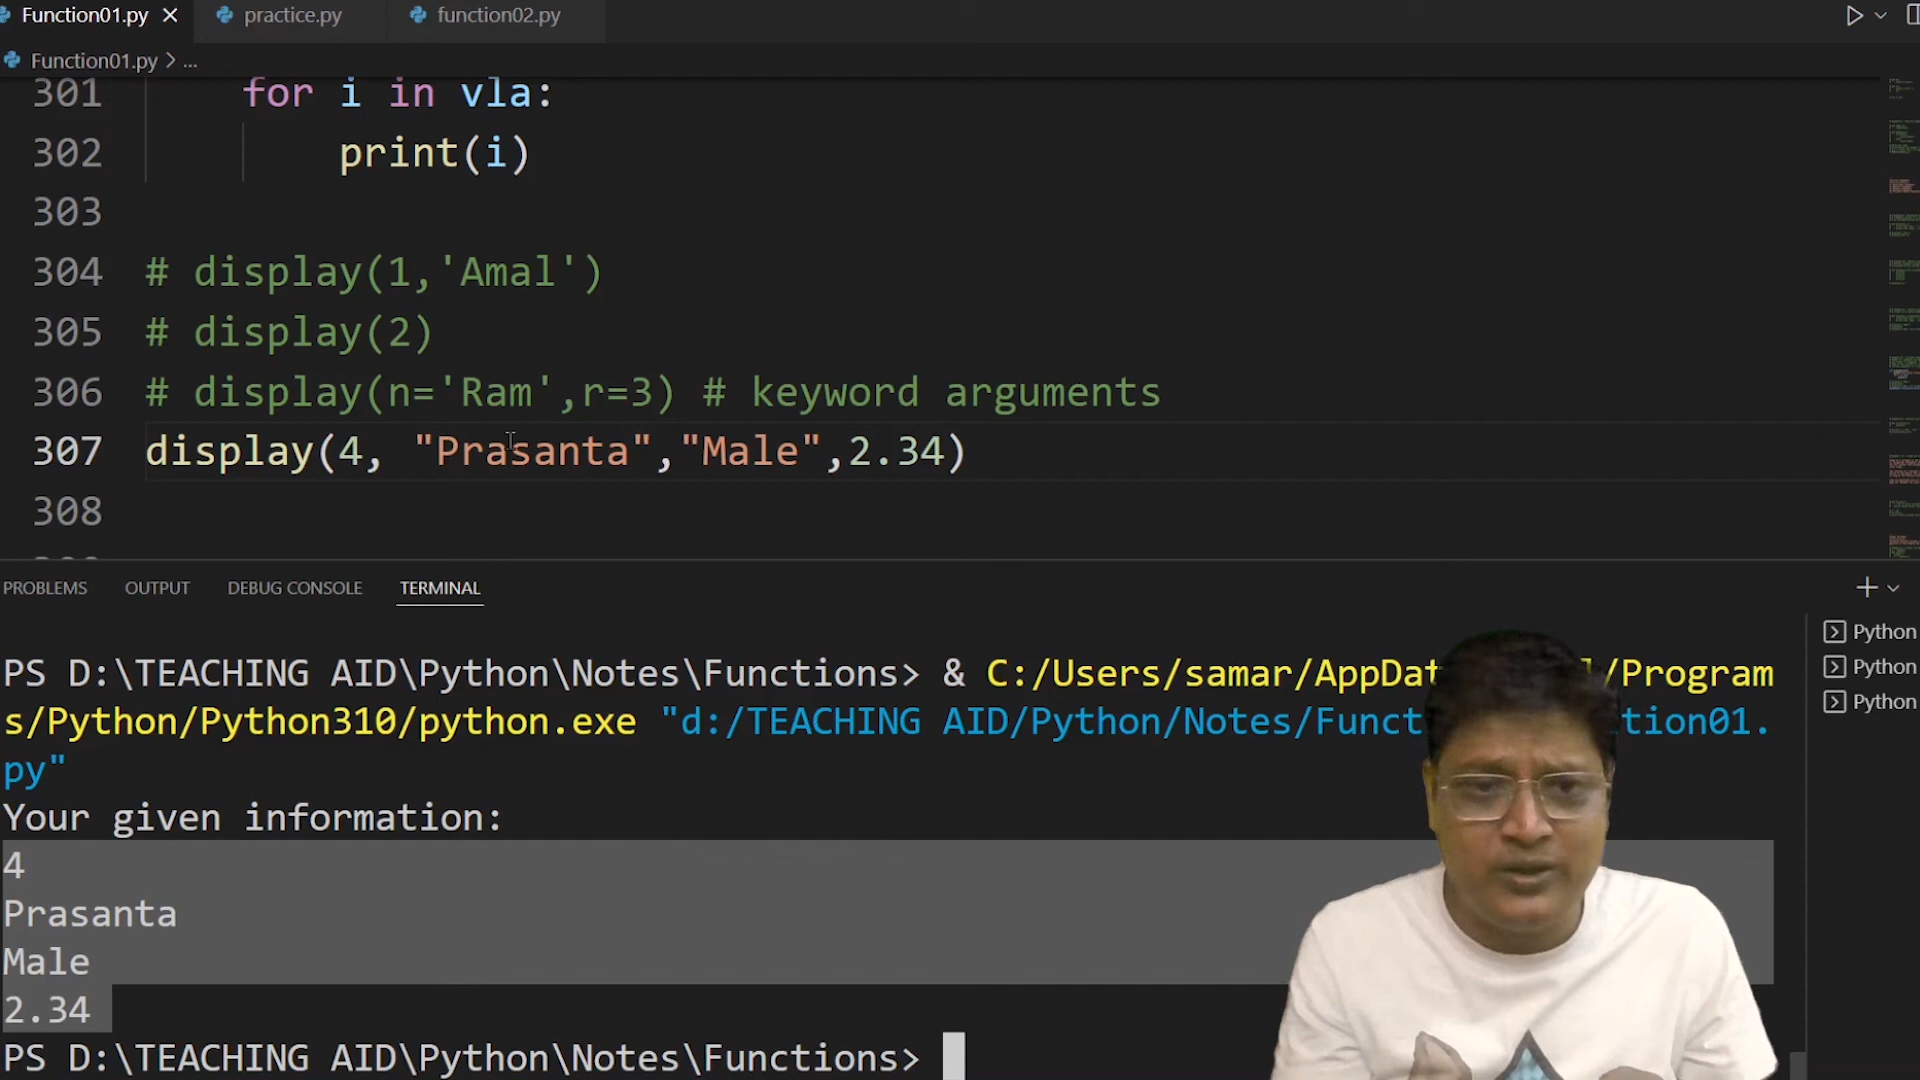 Function01.py
practice.py
function02.py
Function01.py > ...
301 for i in vla:
302 print(i)
303
304 # display(1,'Amal')
305 # display(2)
306 # display(n='Ram',r=3) # keyword arguments
307 display(4, "Prasanta","Male",2.34)
308
PROBLEMS OUTPUT DEBUG CONSOLE TERMINAL
PS D:\TEACHING AID\Python\Notes\Functions> & C:/Users/samar/AppDat /Program
s/Python/Python310/python.exe "d:/TEACHING AID/Python/Notes/Funct tion01.
py"
Your given information:
4
Prasanta
Male
2.34
PS D:\TEACHING AID\Python\Notes\Functions>
Python
Python
Python